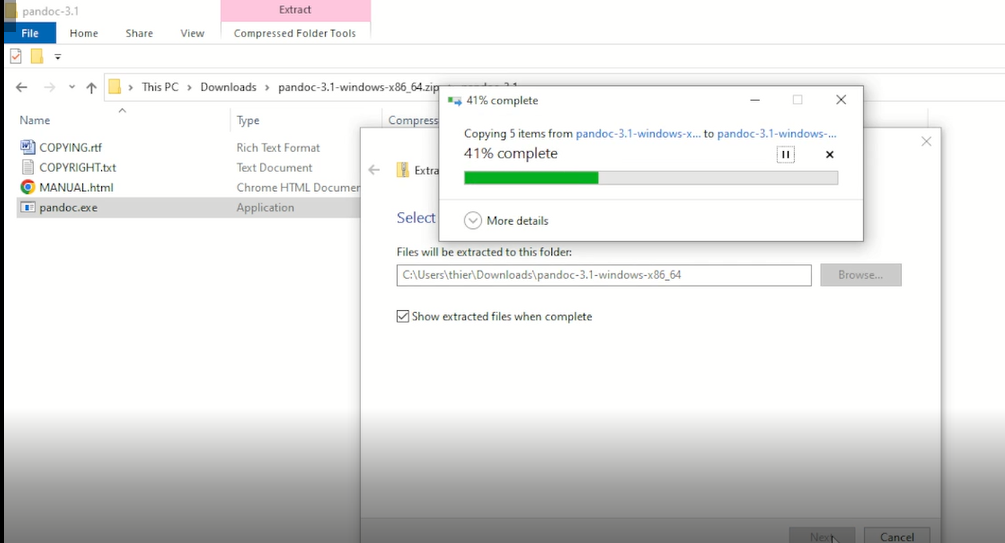 pandoc-3.1
Extract
File Home Share View Compressed Folder Tools
This PC > Downloads > pandoc-3.1-windows-x86_64.zip
41% complete
Name Type Compress
Copying 5 items from pandoc-3.1-windows-x... to pandoc-3.1-windows-...
41% complete
COPYING.rtf Rich Text Format
COPYRIGHT.txt Text Document
MANUAL.html Chrome HTML Documen
pandoc.exe Application
Extra
Select
More details
Files will be extracted to this folder:
C:\Users\thier\Downloads\pandoc-3.1-windows-x86_64
Browse...
Show extracted files when complete
Next Cancel